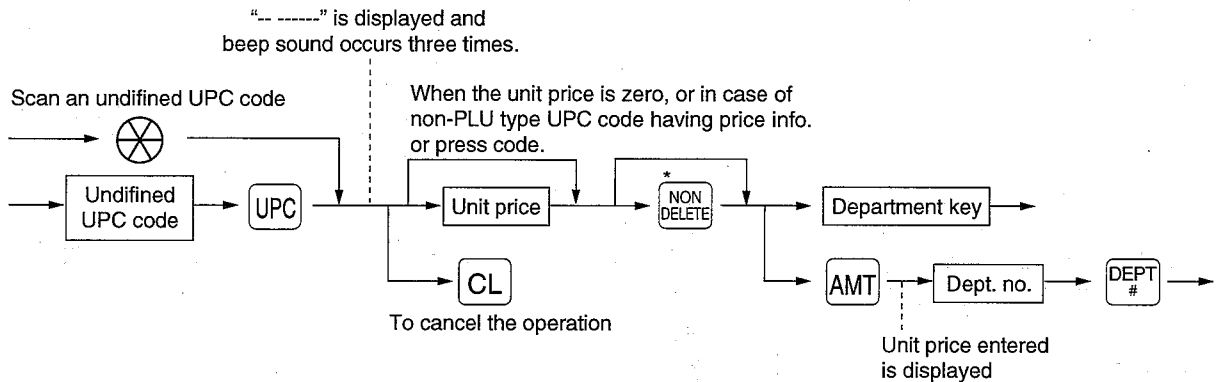 "-- ------" is displayed and
beep sound occurs three times.
Scan an undifined UPC code
When the unit price is zero, or in case of
non-PLU type UPC code having price info.
or press code.
Undifined
UPC code
UPC
Unit price
*
NON
DELETE
Department key
CL
To cancel the operation
AMT
Dept. no.
DEPT
#
Unit price entered
is displayed